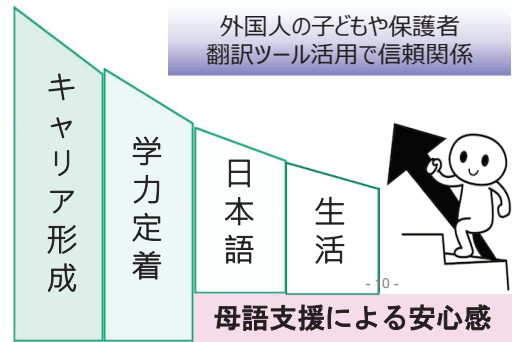 外国人の子どもや保護者
翻訳ツール活用で信頼関係
キャリア形成
学力定着
日本語
生活
- 10 -
母語支援による安心感